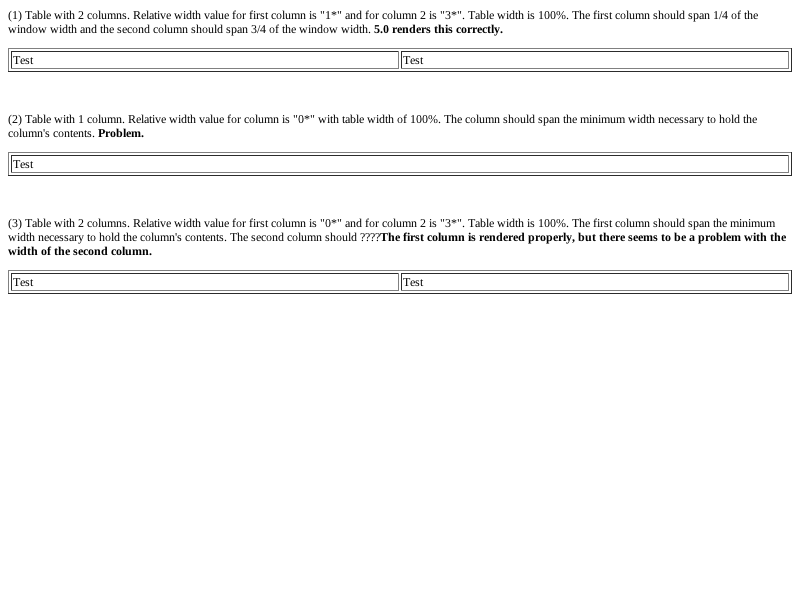 (1) Table with 2 columns. Relative width value for first column is "1*" and for column 2 is "3*". Table width is 100%. The first column should span 1/4 of the
window width and the second column should span 3/4 of the window width. 5.0 renders this correctly.
Test Test
(2) Table with 1 column. Relative width value for column is "0*" with table width of 100%. The column should span the minimum width necessary to hold the
column's contents. Problem.
Test
(3) Table with 2 columns. Relative width value for first column is "0*" and for column 2 is "3*". Table width is 100%. The first column should span the minimum
width necessary to hold the column's contents. The second column should ????The first column is rendered properly, but there seems to be a problem with the
width of the second column.
Test Test